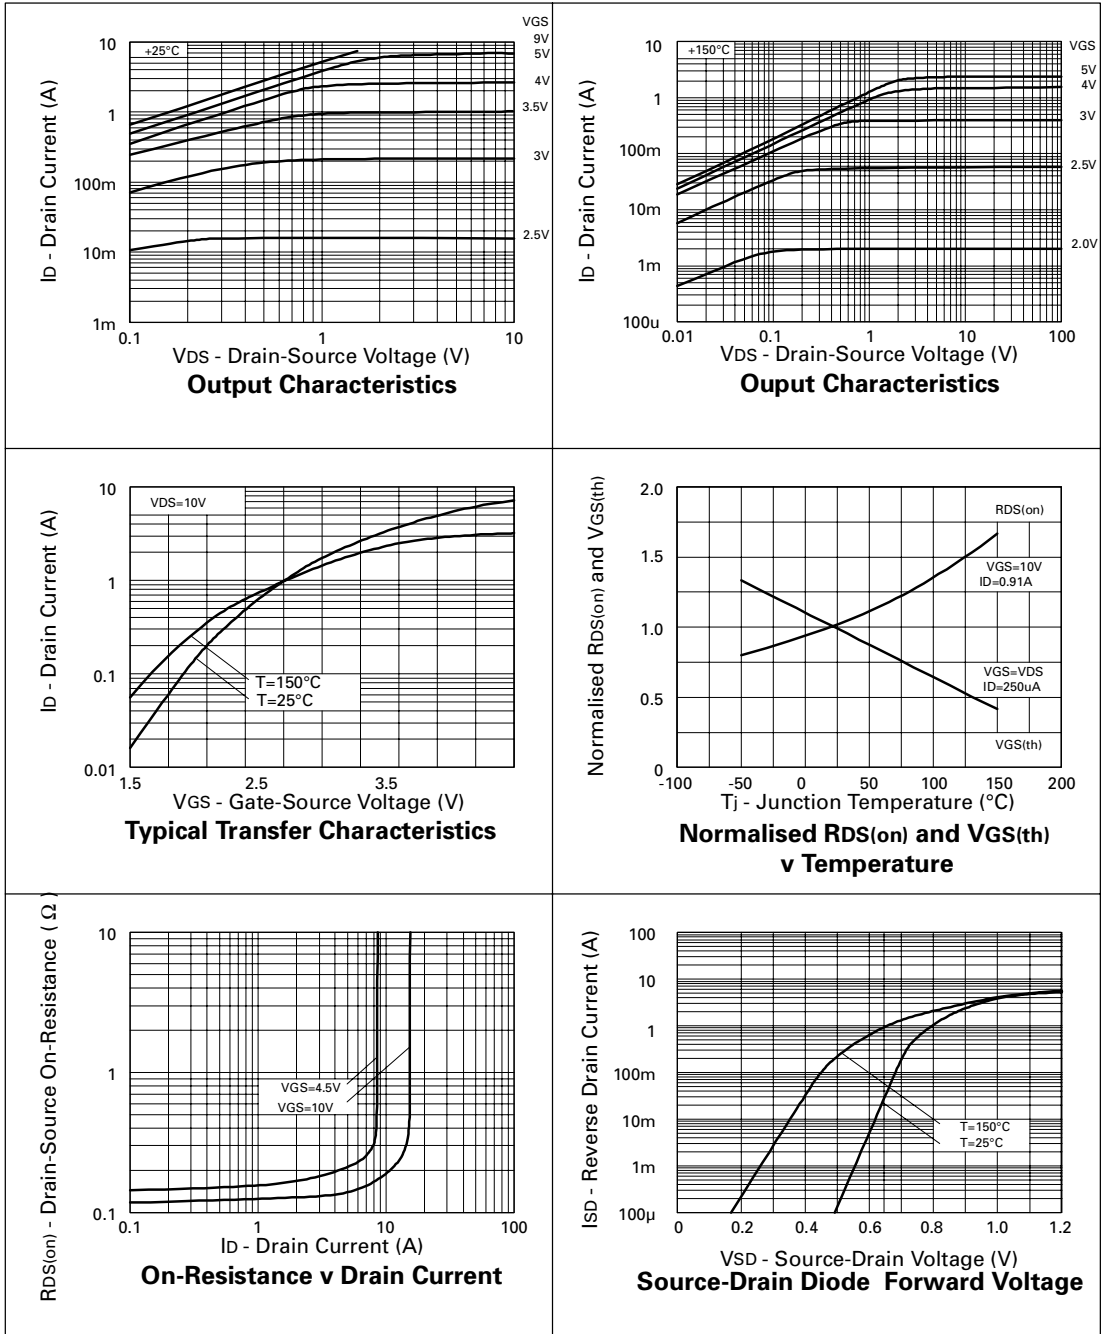 VGS
9V
5V
4V
3.5V
3V
2.5V
+25°C
10
1
100m
10m
1m
0.1
1
10
ID - Drain Current (A)
VDS - Drain-Source Voltage (V)
Output Characteristics
VGS
5V
4V
3V
2.5V
2.0V
+150°C
10
1
100m
10m
1m
100u
0.01
0.1
1
10
100
ID - Drain Current (A)
VDS - Drain-Source Voltage (V)
Ouput Characteristics
VDS=10V
10
1
0.1
0.01
T=150°C
T=25°C
1.5
2.5
3.5
ID - Drain Current (A)
VGS - Gate-Source Voltage (V)
Typical Transfer Characteristics
2.0
1.5
1.0
0.5
0
RDS(on)
VGS=10V
ID=0.91A
VGS=VDS
ID=250uA
VGS(th)
-100
-50
0
50
100
150
200
Normalised RDS(on) and VGS(th)
Tj - Junction Temperature (°C)
Normalised RDS(on) and VGS(th)
v Temperature
10
1
0.1
VGS=4.5V
VGS=10V
0.1
1
10
100
RDS(on) - Drain-Source On-Resistance (Ω)
ID - Drain Current (A)
On-Resistance v Drain Current
100
10
1
100m
10m
1m
100µ
T=150°C
T=25°C
0
0.2
0.4
0.6
0.8
1.0
1.2
ISD - Reverse Drain Current (A)
VSD - Source-Drain Voltage (V)
Source-Drain Diode Forward Voltage